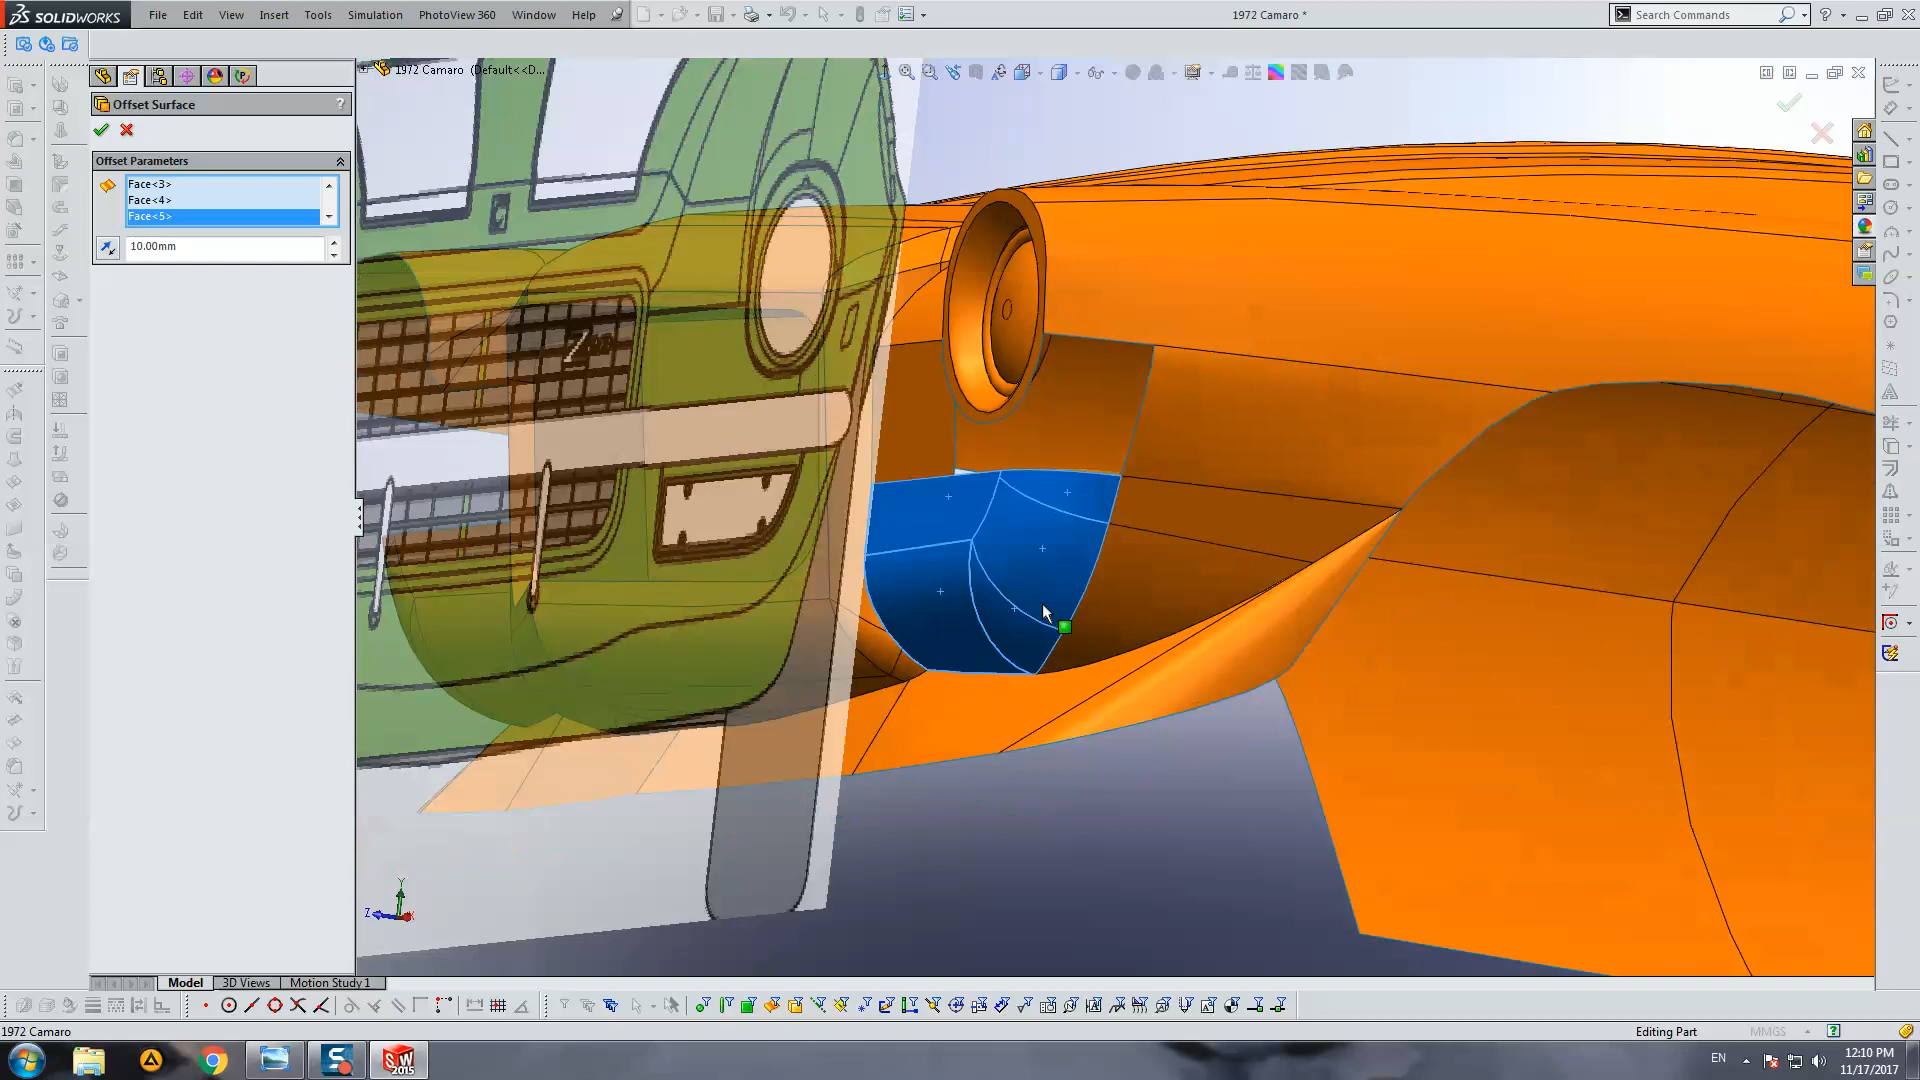 SOLIDWORKS
File Edit View Insert Tools Simulation PhotoView 360 Window Help
1972 Camaro *
Search Commands
1972 Camaro (Default<<D...
Offset Surface
?
Offset Parameters
Face<3>
Face<4>
Face<5>
10.00mm
Y
Z
X
Model 3D Views Motion Study 1
1972 Camaro
Editing Part
MMGS
SW
2015
EN
12:10 PM
11/17/2017